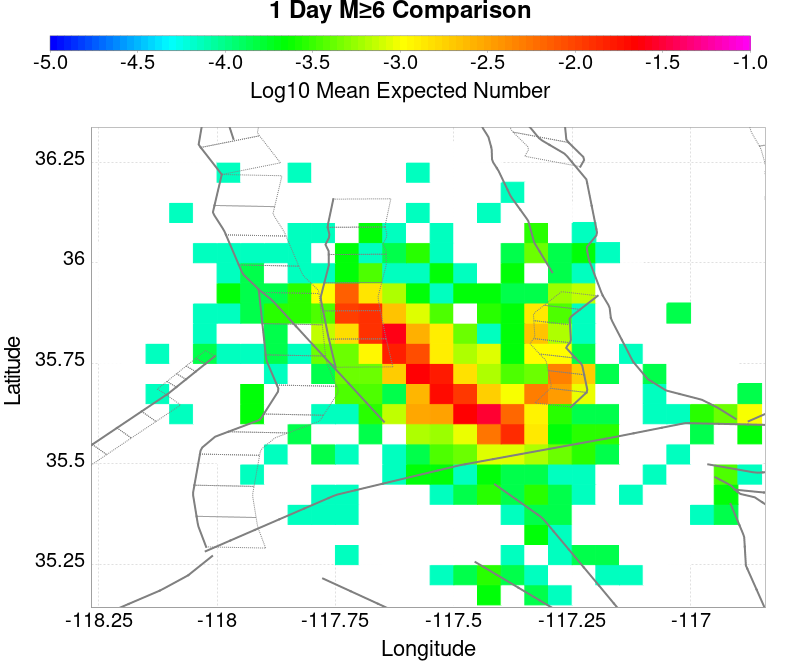 1 Day M≥6 Comparison
-5.0 -4.5 -4.0 -3.5 -3.0 -2.5 -2.0 -1.5 -1.0
Log10 Mean Expected Number
36.25
36
35.75
35.5
35.25
Latitude
-118.25 -118 -117.75 -117.5 -117.25 -117
Longitude